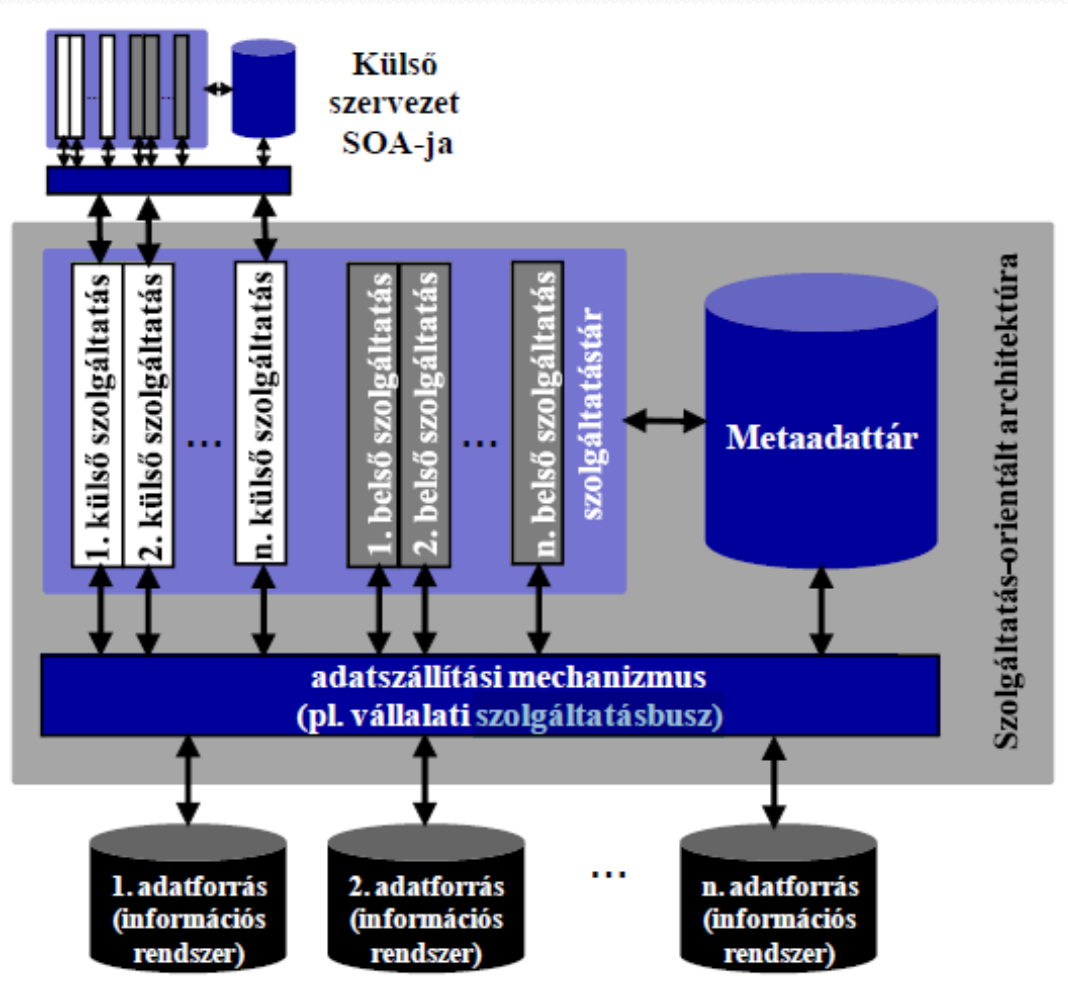 Külső
szervezet
SOA-ja
1. külső szolgáltatás
2. külső szolgáltatás
...
n. külső szolgáltatás
1. belső szolgáltatás
2. belső szolgáltatás
...
n. belső szolgáltatás
szolgáltatástár
Metaadattár
Szolgáltatás-orientált architektúra
adatszállítási mechanizmus
(pl. vállalati szolgáltatásbusz)
1. adatforrás
(információs
rendszer)
2. adatforrás
(információs
rendszer)
...
n. adatforrás
(információs
rendszer)